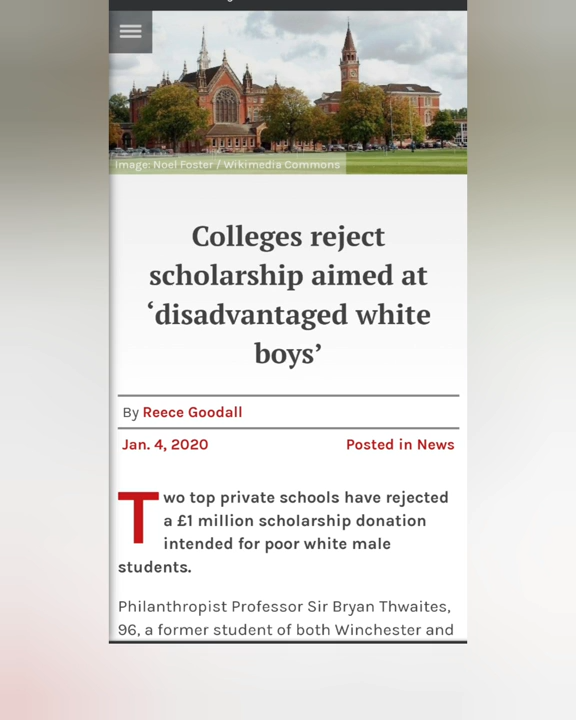 Image: Noel Foster / Wikimedia Commons
Colleges reject
scholarship aimed at
‘disadvantaged white
boys’
By Reece Goodall
Jan. 4, 2020 Posted in News
Two top private schools have rejected
a £1 million scholarship donation
intended for poor white male
students.
Philanthropist Professor Sir Bryan Thwaites,
96, a former student of both Winchester and